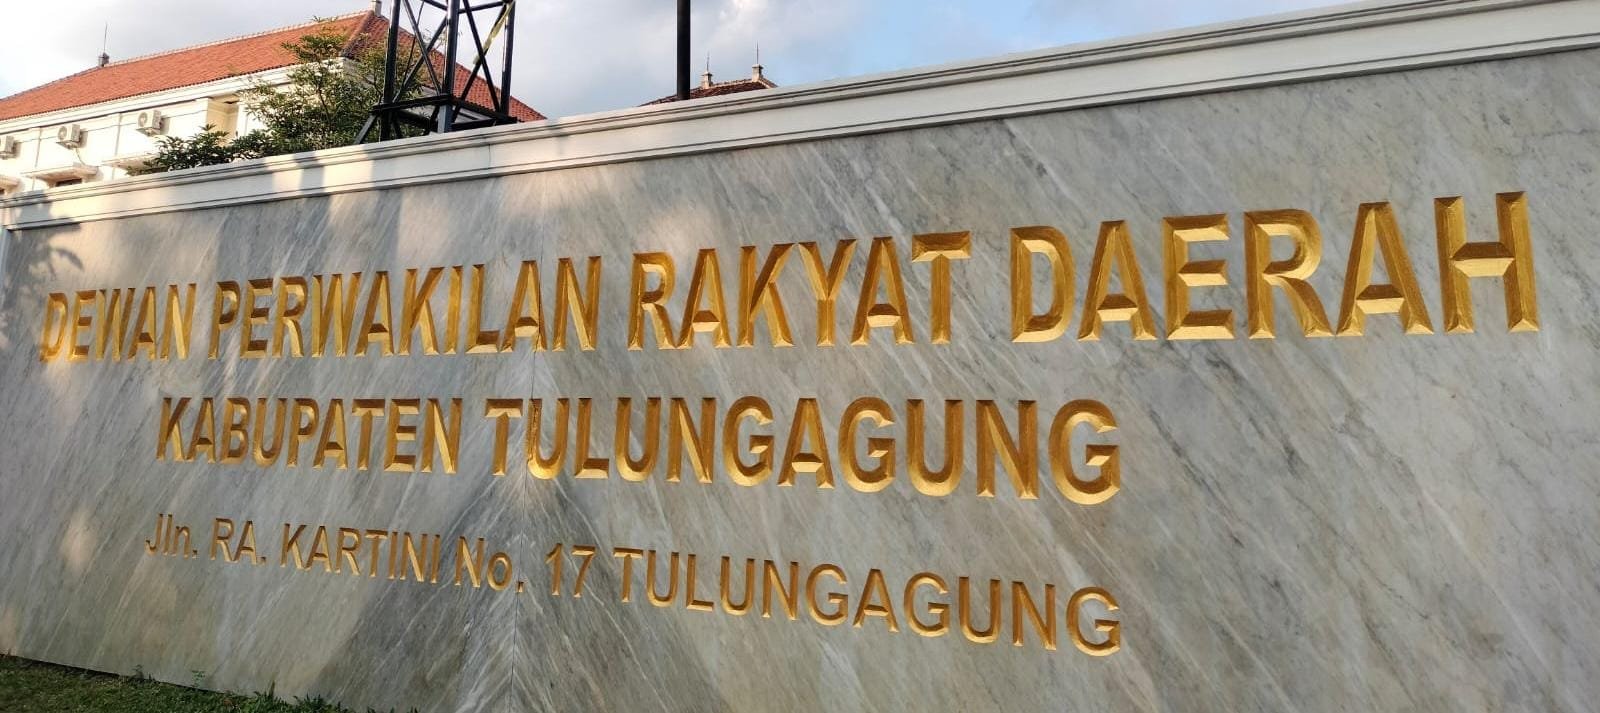 DEWAN PERWAKILAN RAKYAT DAERAH
KABUPATEN TULUNGAGUNG
Jln. RA. KARTINI No. 17 TULUNGAGUNG